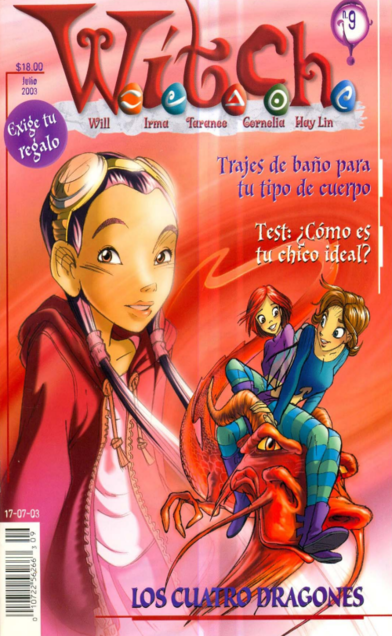 Witch
n.9
$18.00
Julio
2003
Will Irma Taranee Cornelia Hay Lin
Exige tu
regalo
Trajes de baño para
tu tipo de cuerpo
Test: ¿Cómo es
tu chico ideal?
17-07-03
LOS CUATRO DRAGONES